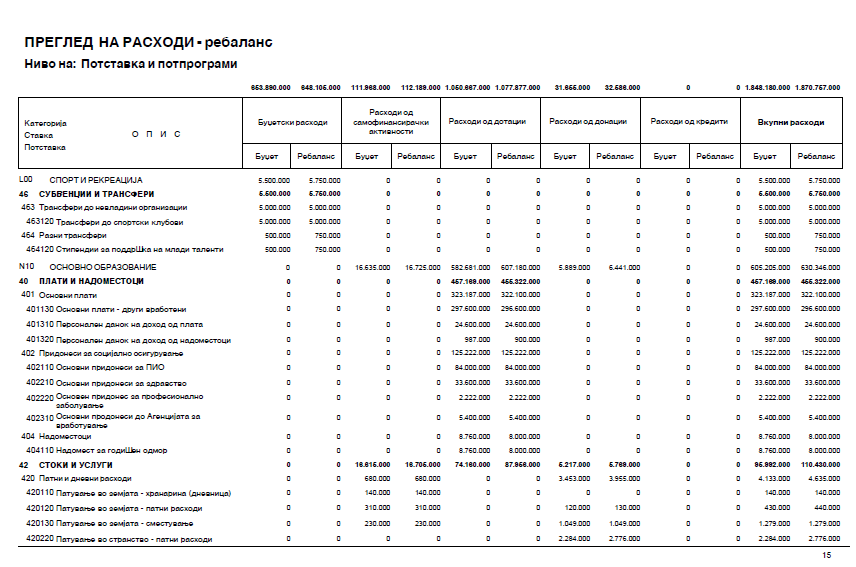 ПРЕГЛЕД НА РАСХОДИ - ребаланс
Ниво на: Потставка и потпрограми
653.890.000 648.105.000 111.968.000 112.189.000 1.050.667.000 1.077.877.000 31.655.000 32.586.000 0 0 1.848.180.000 1.870.757.000
Категорија
Ставка
Потставка
О П И С
Буџетски расходи
Расходи од самофинансирачки активности
Расходи од дотации
Расходи од донации
Расходи од кредити
Вкупни расходи
Буџет Ребаланс Буџет Ребаланс Буџет Ребаланс Буџет Ребаланс Буџет Ребаланс Буџет Ребаланс
L00 СПОРТ И РЕКРЕАЦИЈА 5.500.000 5.750.000 0 0 0 0 0 0 0 0 5.500.000 5.750.000
46 СУБВЕНЦИИ И ТРАНСФЕРИ 5.500.000 5.750.000 0 0 0 0 0 0 0 0 5.500.000 5.750.000
463 Трансфери до невладини организации 5.000.000 5.000.000 0 0 0 0 0 0 0 0 5.000.000 5.000.000
463120 Трансфери до спортски клубови 5.000.000 5.000.000 0 0 0 0 0 0 0 0 5.000.000 5.000.000
464 Разни трансфери 500.000 750.000 0 0 0 0 0 0 0 0 500.000 750.000
464120 Стипендии за поддрШка на млади таленти 500.000 750.000 0 0 0 0 0 0 0 0 500.000 750.000
N10 ОСНОВНО ОБРАЗОВАНИЕ 0 0 16.635.000 16.725.000 582.681.000 607.180.000 5.889.000 6.441.000 0 0 605.205.000 630.346.000
40 ПЛАТИ И НАДОМЕСТОЦИ 0 0 0 0 457.169.000 455.322.000 0 0 0 0 457.169.000 455.322.000
401 Основни плати 0 0 0 0 323.187.000 322.100.000 0 0 0 0 323.187.000 322.100.000
401130 Основни плати - други вработени 0 0 0 0 297.600.000 296.600.000 0 0 0 0 297.600.000 296.600.000
401310 Персонален данок на доход од плата 0 0 0 0 24.600.000 24.600.000 0 0 0 0 24.600.000 24.600.000
401320 Персонален данок на доход од надоместоци 0 0 0 0 987.000 900.000 0 0 0 0 987.000 900.000
402 Придонеси за социјално осигурување 0 0 0 0 125.222.000 125.222.000 0 0 0 0 125.222.000 125.222.000
402110 Основни придонеси за ПИО 0 0 0 0 84.000.000 84.000.000 0 0 0 0 84.000.000 84.000.000
402210 Основни придонеси за здравство 0 0 0 0 33.600.000 33.600.000 0 0 0 0 33.600.000 33.600.000
402220 Основен придонес за професионално заболување 0 0 0 0 2.222.000 2.222.000 0 0 0 0 2.222.000 2.222.000
402310 Основни продонеси до Агенцијата за вработување 0 0 0 0 5.400.000 5.400.000 0 0 0 0 5.400.000 5.400.000
404 Надоместоци 0 0 0 0 8.760.000 8.000.000 0 0 0 0 8.760.000 8.000.000
404110 Надомест за годиШен одмор 0 0 0 0 8.760.000 8.000.000 0 0 0 0 8.760.000 8.000.000
42 СТОКИ И УСЛУГИ 0 0 16.615.000 16.705.000 74.160.000 87.956.000 5.217.000 5.769.000 0 0 95.992.000 110.430.000
420 Патни и дневни расходи 0 0 680.000 680.000 0 0 3.453.000 3.955.000 0 0 4.133.000 4.635.000
420110 Патување во земјата - хранарина (дневница) 0 0 140.000 140.000 0 0 0 0 0 0 140.000 140.000
420120 Патување во земјата - патни расходи 0 0 310.000 310.000 0 0 120.000 130.000 0 0 430.000 440.000
420130 Патување во земјата - сместување 0 0 230.000 230.000 0 0 1.049.000 1.049.000 0 0 1.279.000 1.279.000
420220 Патување во странство - патни расходи 0 0 0 0 0 0 2.284.000 2.776.000 0 0 2.284.000 2.776.000
15